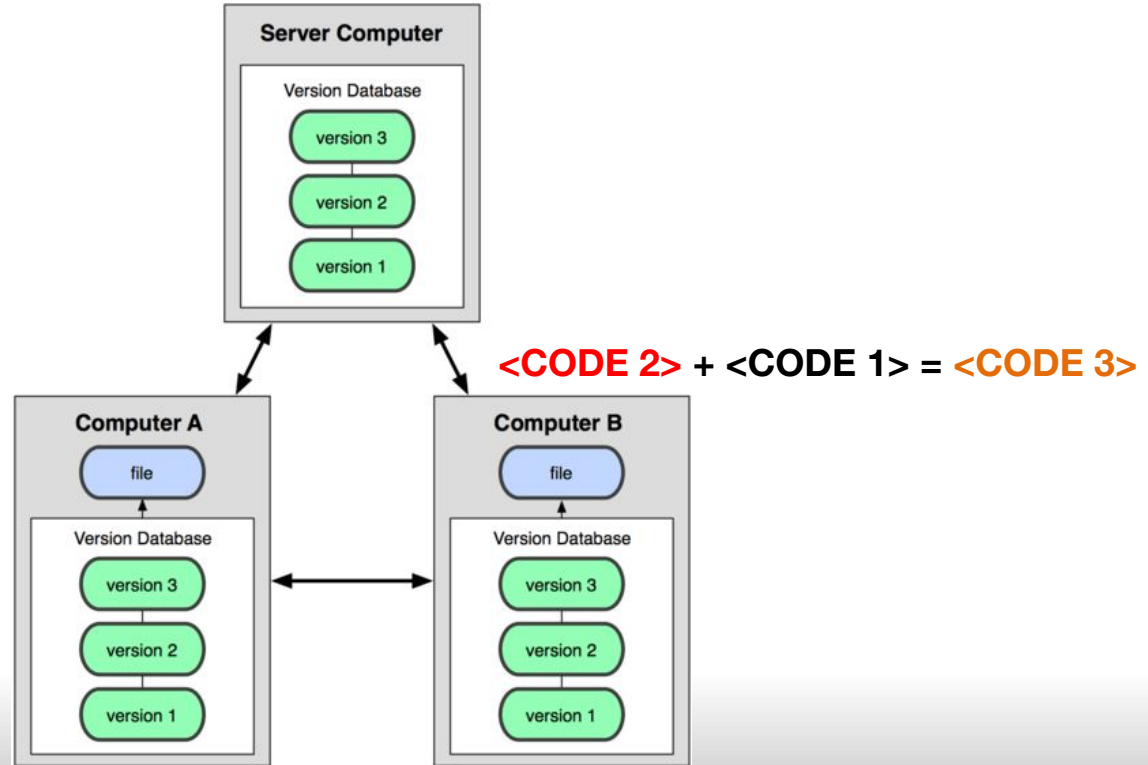 Server Computer
Version Database
version 3
version 2
version 1
<CODE 2> + <CODE 1> = <CODE 3>
Computer A
file
Version Database
version 3
version 2
version 1
Computer B
file
Version Database
version 3
version 2
version 1